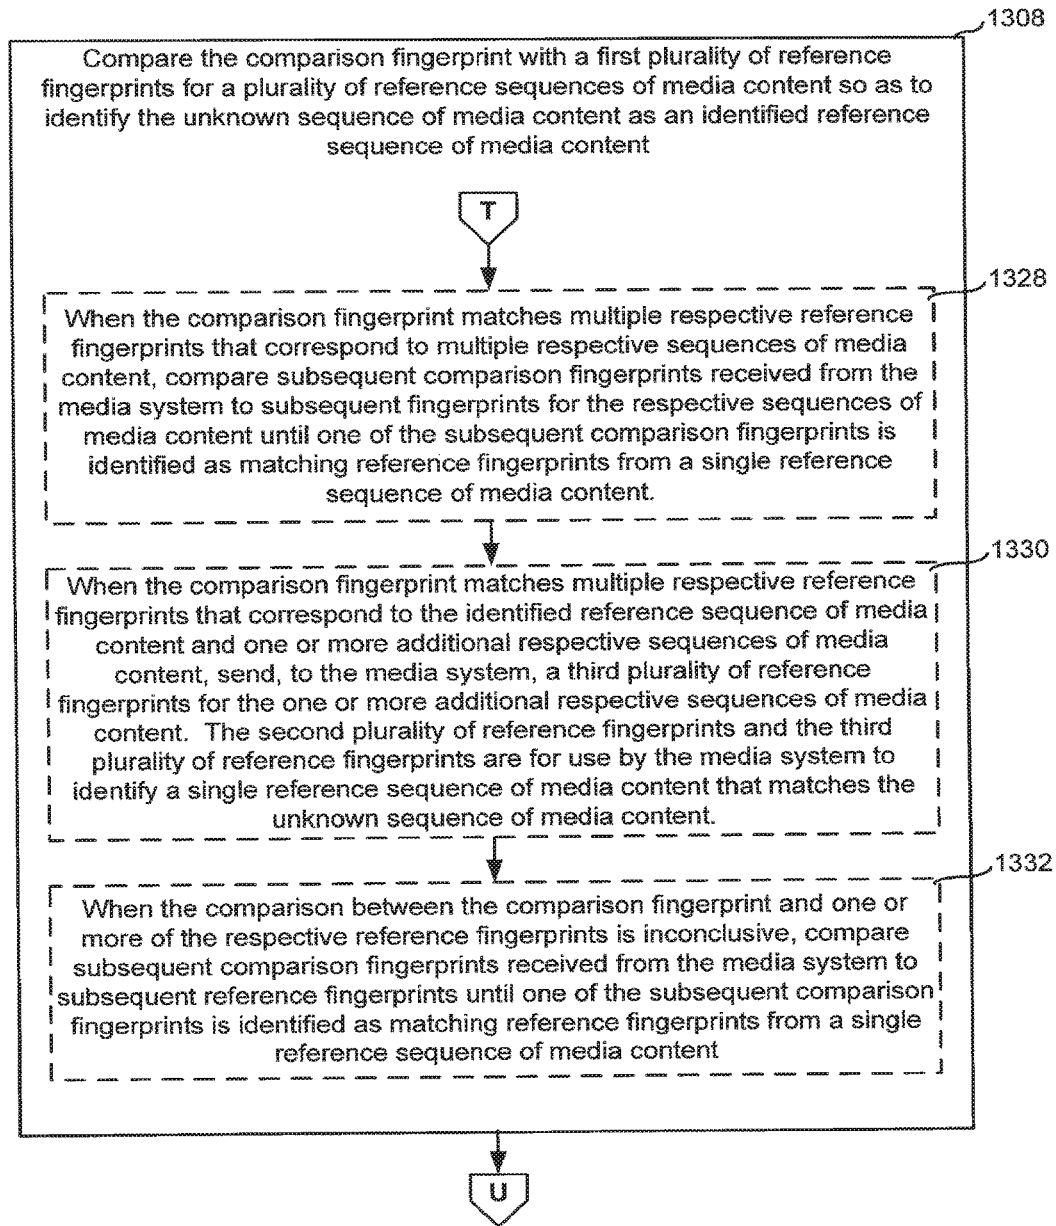 1308
Compare the comparison fingerprint with a first plurality of reference
fingerprints for a plurality of reference sequences of media content so as to
identify the unknown sequence of media content as an identified reference
sequence of media content
T
1328
When the comparison fingerprint matches multiple respective reference
fingerprints that correspond to multiple respective sequences of media
content, compare subsequent comparison fingerprints received from the
media system to subsequent fingerprints for the respective sequences of
media content until one of the subsequent comparison fingerprints is
identified as matching reference fingerprints from a single reference
sequence of media content.
1330
When the comparison fingerprint matches multiple respective reference
fingerprints that correspond to the identified reference sequence of media
content and one or more additional respective sequences of media
content, send, to the media system, a third plurality of reference
fingerprints for the one or more additional respective sequences of media
content. The second plurality of reference fingerprints and the third
plurality of reference fingerprints are for use by the media system to
identify a single reference sequence of media content that matches the
unknown sequence of media content.
1332
When the comparison between the comparison fingerprint and one or
more of the respective reference fingerprints is inconclusive, compare
subsequent comparison fingerprints received from the media system to
subsequent reference fingerprints until one of the subsequent comparison
fingerprints is identified as matching reference fingerprints from a single
reference sequence of media content
U